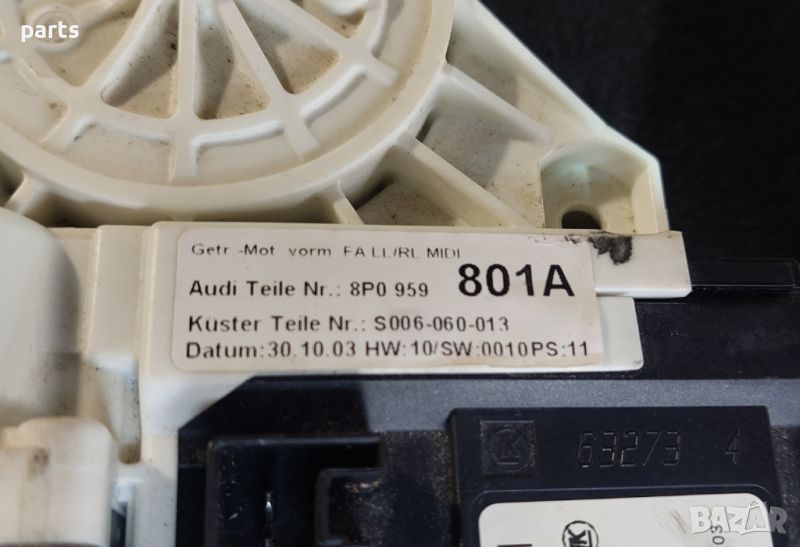 parts
Getr.-Mot vorm FA LL/RL MIDI
Audi Teile Nr.: 8P0 959 801A
Küster Teile Nr.: S006-060-013
Datum:30.10.03 HW:10/SW:0010PS:11
K 63273 4
K
BAZAR